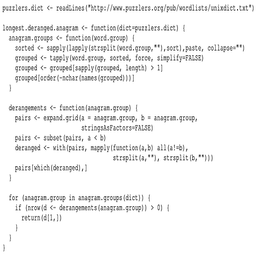 puzzlers.dict <- readLines("http://www.puzzlers.org/pub/wordlists/unixdict.txt")
longest.deranged.anagram <- function(dict=puzzlers.dict) {
anagram.groups <- function(word.group) {
sorted <- sapply(lapply(strsplit(word.group,""),sort),paste, collapse="")
grouped <- tapply(word.group, sorted, force, simplify=FALSE)
grouped <- grouped[sapply(grouped, length) > 1]
grouped[order(-nchar(names(grouped)))]
}
derangements <- function(anagram.group) {
pairs <- expand.grid(a = anagram.group, b = anagram.group,
stringsAsFactors=FALSE)
pairs <- subset(pairs, a < b)
deranged <- with(pairs, mapply(function(a,b) all(a!=b),
strsplit(a,""), strsplit(b,"")))
pairs[which(deranged),]
}
for (anagram.group in anagram.groups(dict)) {
if (nrow(d <- derangements(anagram.group)) > 0) {
return(d[1,])
}
}
}